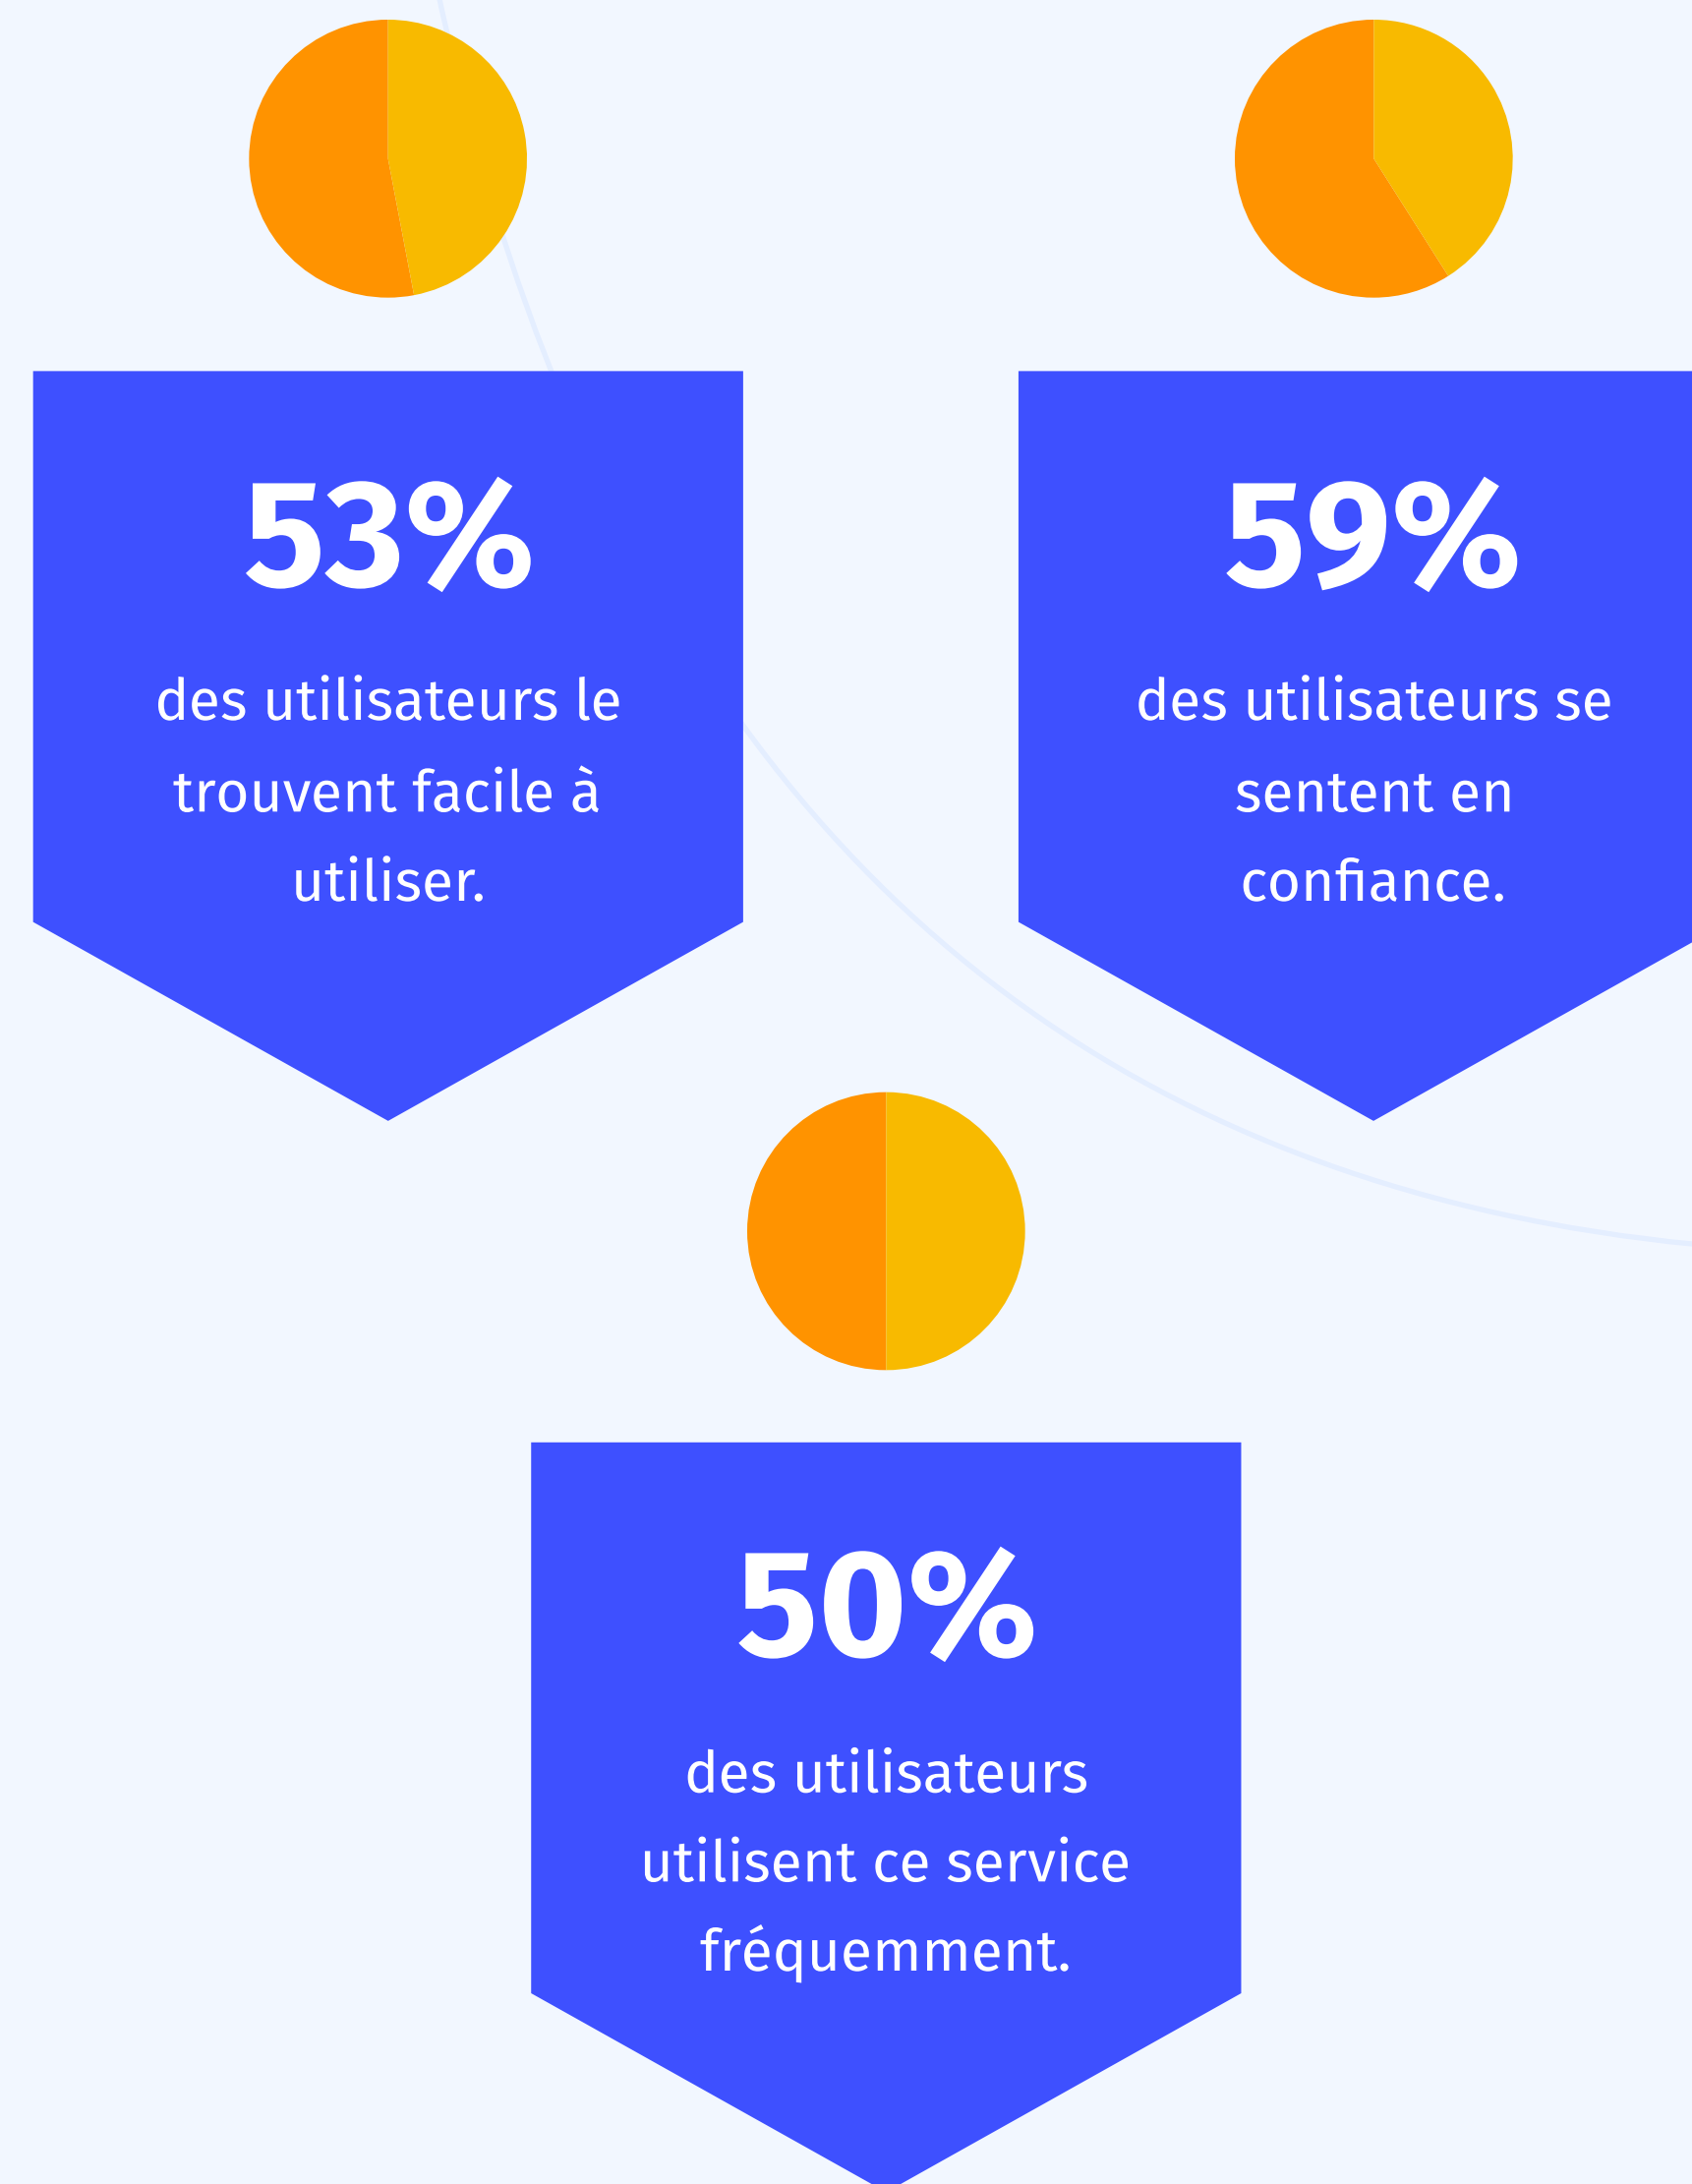 53%
des utilisateurs le
trouvent facile à
utiliser.
59%
des utilisateurs se
sentent en
confiance.
50%
des utilisateurs
utilisent ce service
fréquemment.